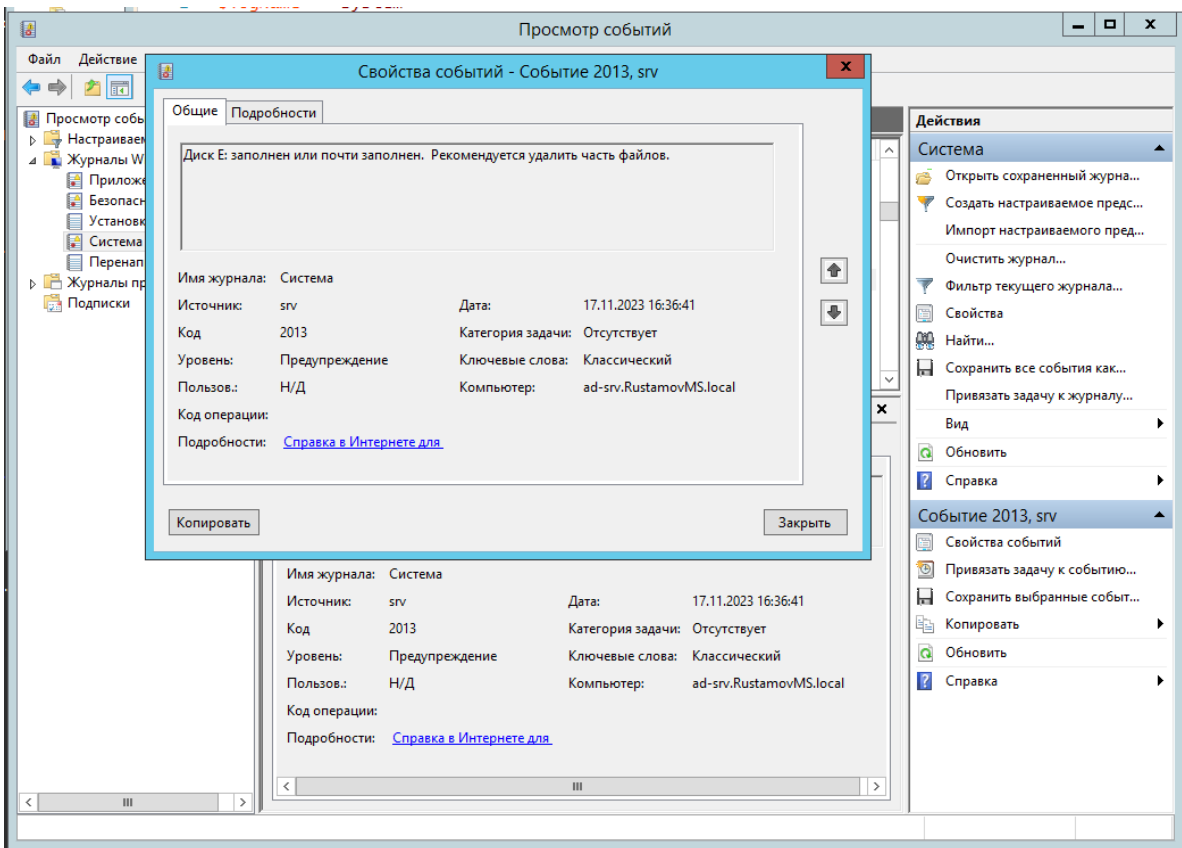 Просмотр событий
Файл Действие
Свойства событий - Событие 2013, srv
Общие Подробности
Диск E: заполнен или почти заполнен. Рекомендуется удалить часть файлов.
Имя журнала: Система
Источник: srv Дата: 17.11.2023 16:36:41
Код 2013 Категория задачи: Отсутствует
Уровень: Предупреждение Ключевые слова: Классический
Пользов.: Н/Д Компьютер: ad-srv.RustamovMS.local
Код операции:
Подробности: Справка в Интернете для
Копировать Закрыть
Просмотр собы
Настраивае
Журналы W
Приложе
Безопасн
Установк
Система
Перенап
Журналы пр
Подписки
Имя журнала: Система
Источник: srv Дата: 17.11.2023 16:36:41
Код 2013 Категория задачи: Отсутствует
Уровень: Предупреждение Ключевые слова: Классический
Пользов.: Н/Д Компьютер: ad-srv.RustamovMS.local
Код операции:
Подробности: Справка в Интернете для
Действия
Система
Открыть сохраненный журна...
Создать настраиваемое предс...
Импорт настраиваемого пред...
Очистить журнал...
Фильтр текущего журнала...
Свойства
Найти...
Сохранить все события как...
Привязать задачу к журналу...
Вид
Обновить
Справка
Событие 2013, srv
Свойства событий
Привязать задачу к событию...
Сохранить выбранные событ...
Копировать
Обновить
Справка